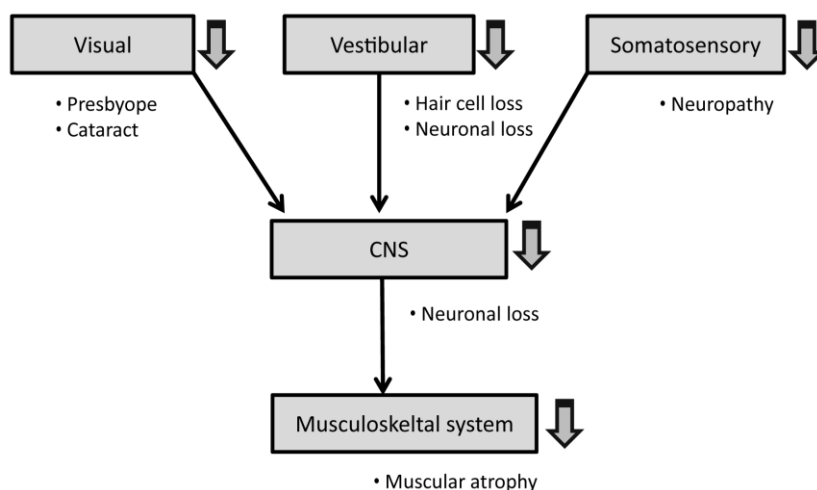 Visual
Vestibular
Somatosensory
• Presbyope
• Cataract
• Hair cell loss
• Neuronal loss
• Neuropathy
CNS
• Neuronal loss
Musculoskeltal system
• Muscular atrophy